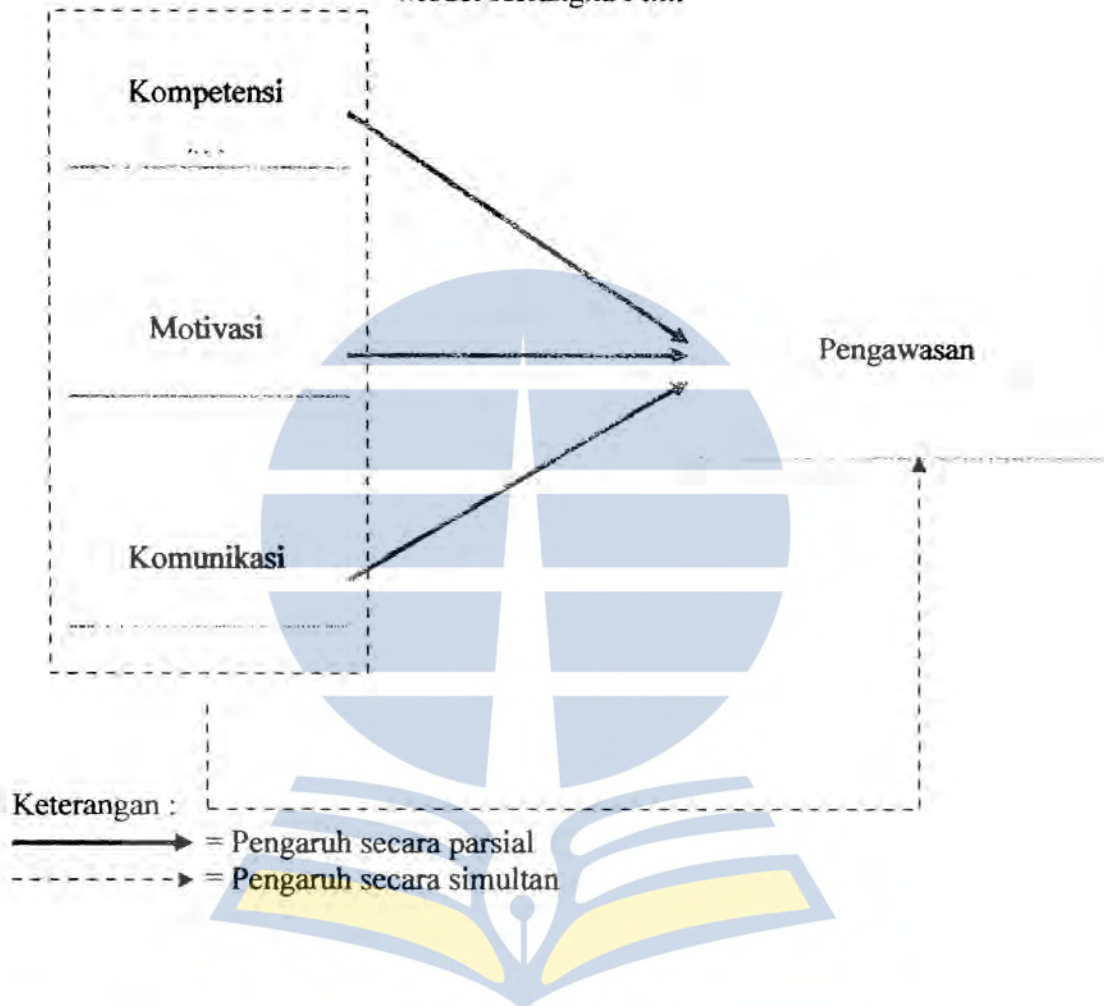 Kompetensi
Motivasi
Pengawasan
Komunikasi
Keterangan :
= Pengaruh secara parsial
= Pengaruh secara simultan